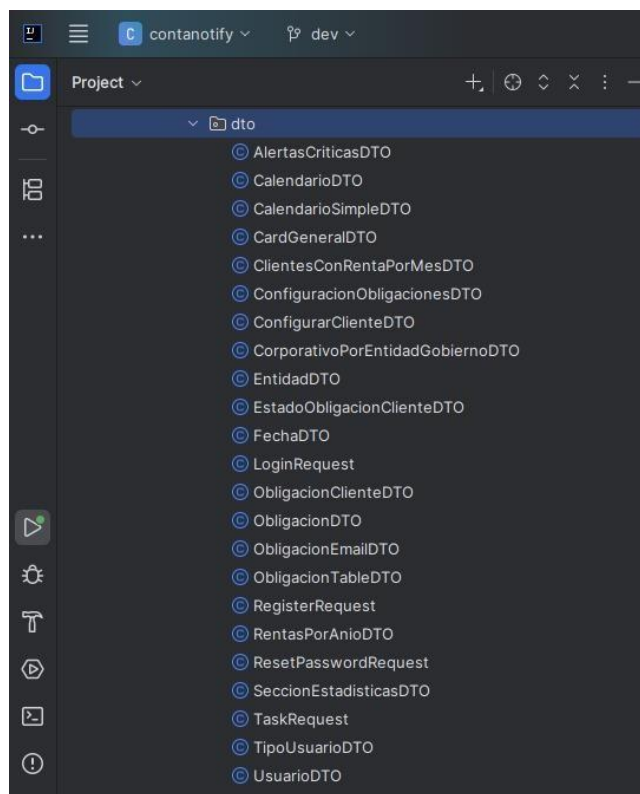 C contanotify dev
Project
dto
AlertasCriticasDTO
CalendarioDTO
CalendarioSimpleDTO
CardGeneralDTO
ClientesConRentaPorMesDTO
ConfiguracionObligacionesDTO
ConfigurarClienteDTO
CorporativoPorEntidadGobiernoDTO
EntidadDTO
EstadoObligacionClienteDTO
FechaDTO
LoginRequest
ObligacionClienteDTO
ObligacionDTO
ObligacionEmailDTO
ObligacionTableDTO
RegisterRequest
RentasPorAnioDTO
ResetPasswordRequest
SeccionEstadisticasDTO
TaskRequest
TipoUsuarioDTO
UsuarioDTO